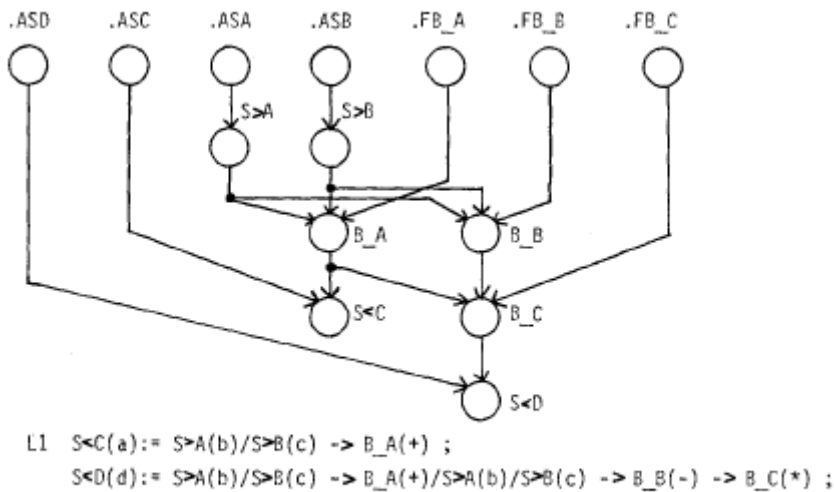 .ASD .ASC .ASA .ASB .FB_A .FB_B .FB_C
S>A S>B
B_A B_B
S<C B_C
S<D
L1 S<C(a):= S>A(b)/S>B(c) -> B_A(+) ;
S<D(d):= S>A(b)/S>B(c) -> B_A(+)/S>A(b)/S>B(c) -> B_B(-) -> B_C(*) ;